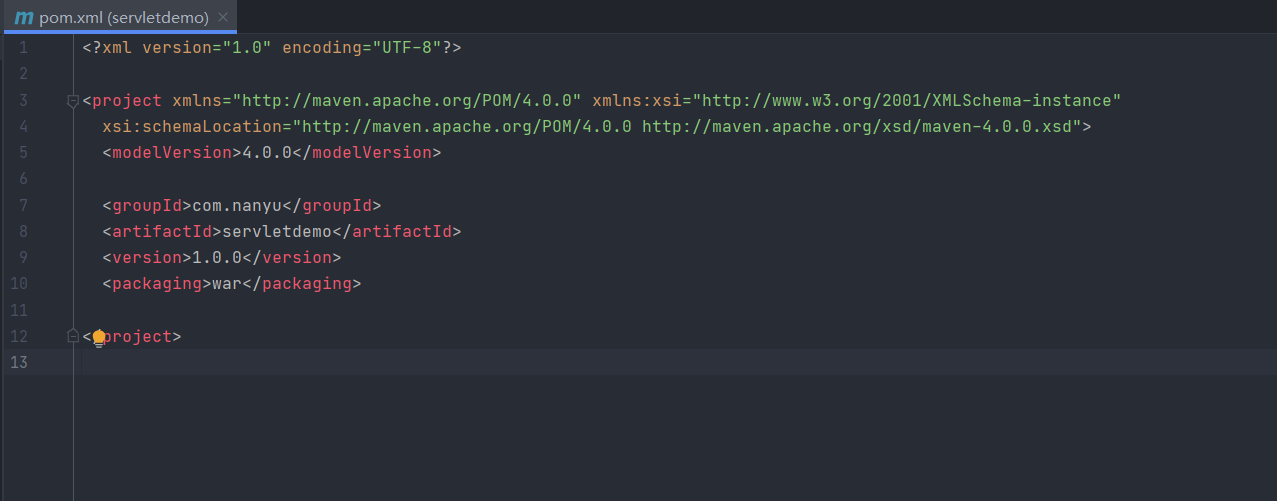 m pom.xml (servletdemo) ×
1 <?xml version="1.0" encoding="UTF-8"?>
2
3 <project xmlns="http://maven.apache.org/POM/4.0.0" xmlns:xsi="http://www.w3.org/2001/XMLSchema-instance"
4 xsi:schemaLocation="http://maven.apache.org/POM/4.0.0 http://maven.apache.org/xsd/maven-4.0.0.xsd">
5 <modelVersion>4.0.0</modelVersion>
6
7 <groupId>com.nanyu</groupId>
8 <artifactId>servletdemo</artifactId>
9 <version>1.0.0</version>
10 <packaging>war</packaging>
11
12 </project>
13